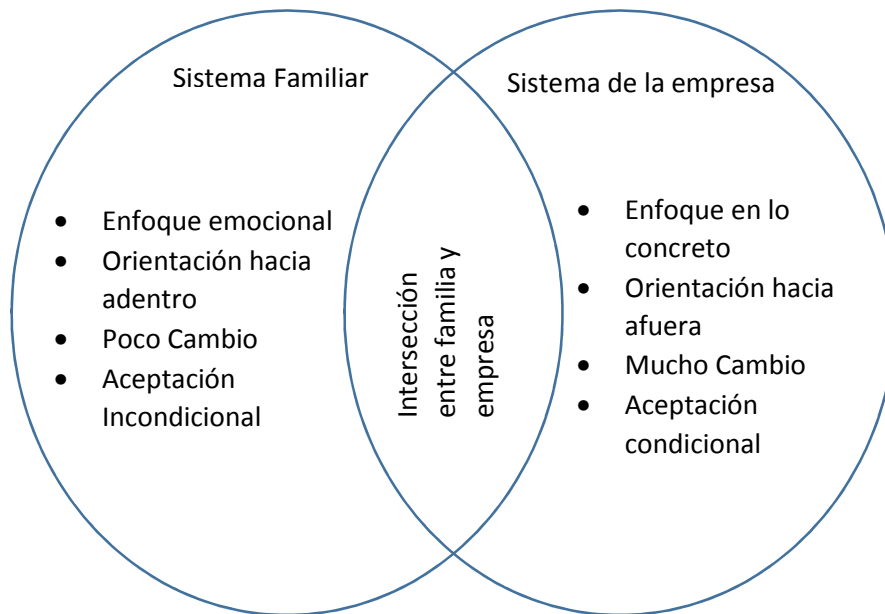 Sistema Familiar
• Enfoque emocional
• Orientación hacia
adentro
• Poco Cambio
• Aceptación
Incondicional
Intersección
entre familia y
empresa
Sistema de la empresa
• Enfoque en lo
concreto
• Orientación hacia
afuera
• Mucho Cambio
• Aceptación
condicional